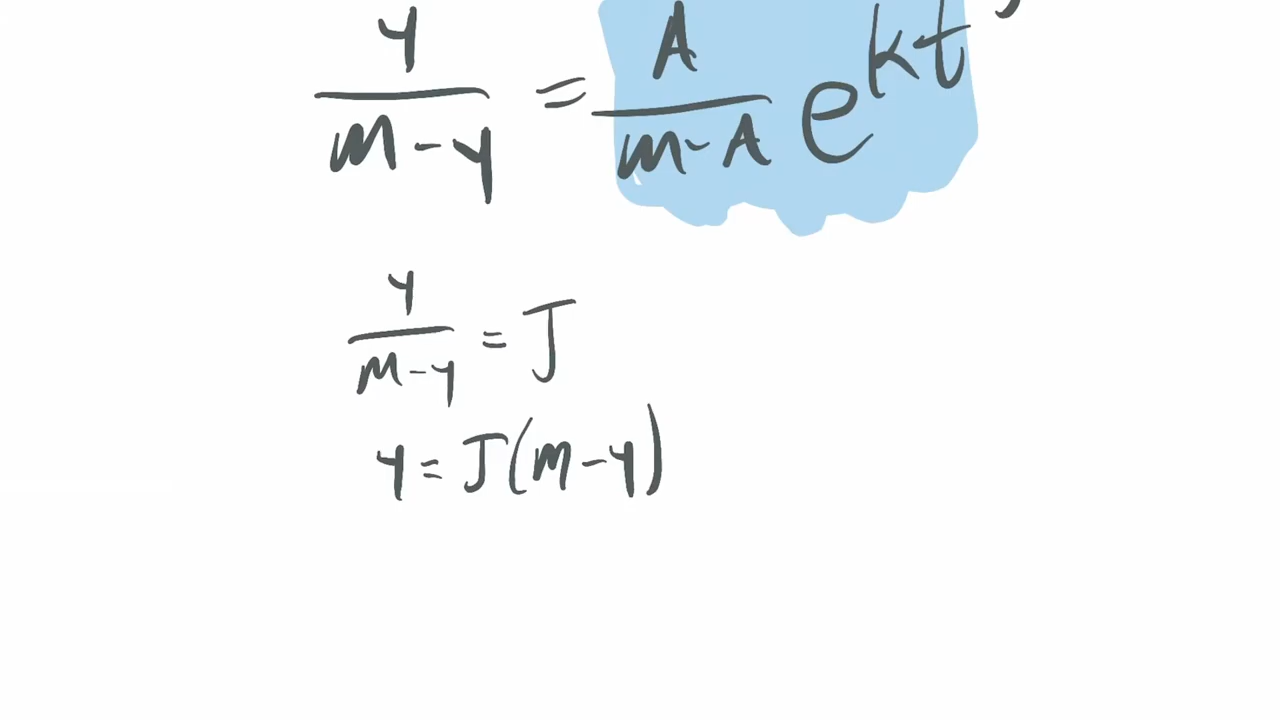 y/(M-y) = A/(M-A) e^{kt}
y/(M-y) = J
y = J(M-y)